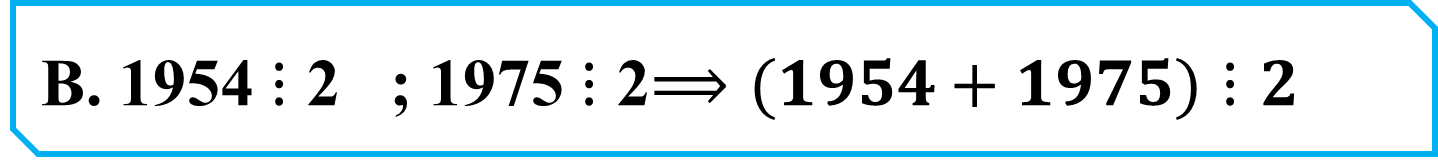 B. 1954 ⋮ 2 ; 1975 ⋮ 2⟹ (1954 + 1975) ⋮ 2